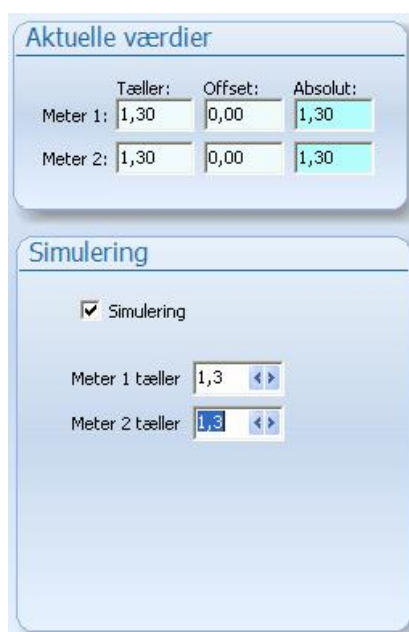 Aktuelle værdier
Tæller: Offset: Absolut:
Meter 1: 1,30 0,00 1,30
Meter 2: 1,30 0,00 1,30
Simulering
Simulering
Meter 1 tæller 1,3
Meter 2 tæller 1,3